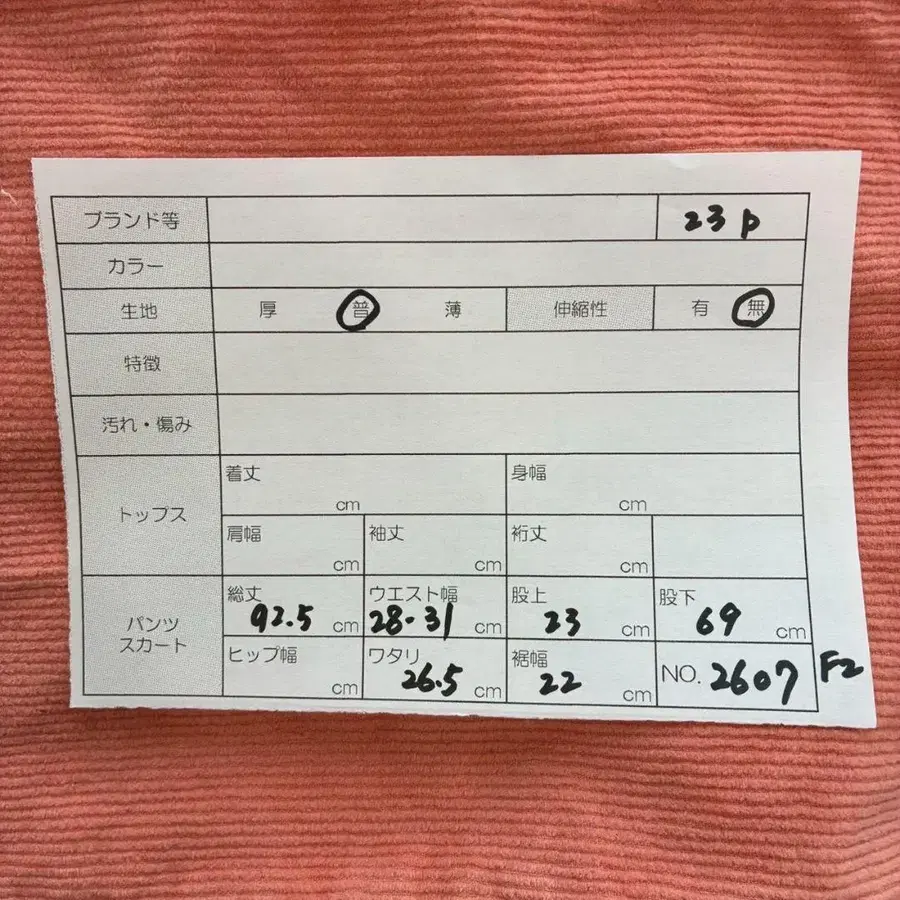 ブランド等 23 p
カラー
生地 厚 普 薄 伸縮性 有 無
特徴
汚れ・傷み
トップス
着丈 cm 身幅 cm
肩幅 cm 袖丈 cm 裄丈 cm
パンツ
スカート
総丈 92.5 cm ウエスト幅 28-31 cm 股上 23 cm 股下 69 cm
ヒップ幅 cm ワタリ 26.5 cm 裾幅 22 cm NO. 2607 F2